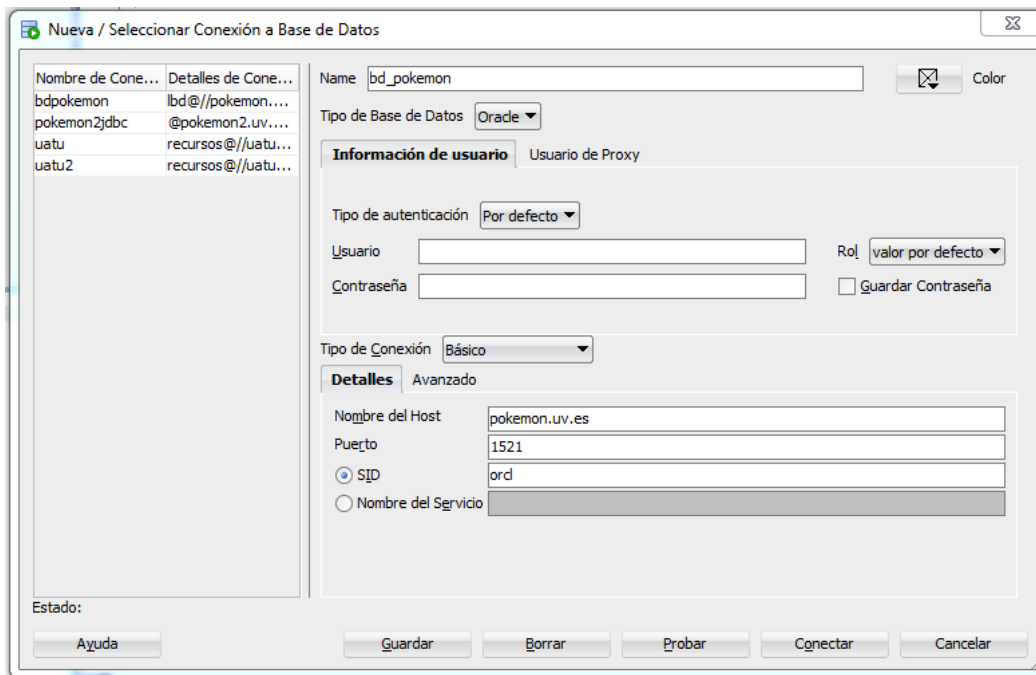 Nueva / Seleccionar Conexión a Base de Datos
Nombre de Cone... Detalles de Cone...
bdpokemon lbd@//pokemon....
pokemon2jdbc @pokemon2.uv....
uatu recursos@//uatu...
uatu2 recursos@//uatu...
Name bd_pokemon Color
Tipo de Base de Datos Oracle
Información de usuario Usuario de Proxy
Tipo de autenticación Por defecto
Usuario Rol valor por defecto
Contraseña Guardar Contraseña
Tipo de Conexión Básico
Detalles Avanzado
Nombre del Host pokemon.uv.es
Puerto 1521
SID orcl
Nombre del Servicio
Estado:
Ayuda Guardar Borrar Probar Conectar Cancelar